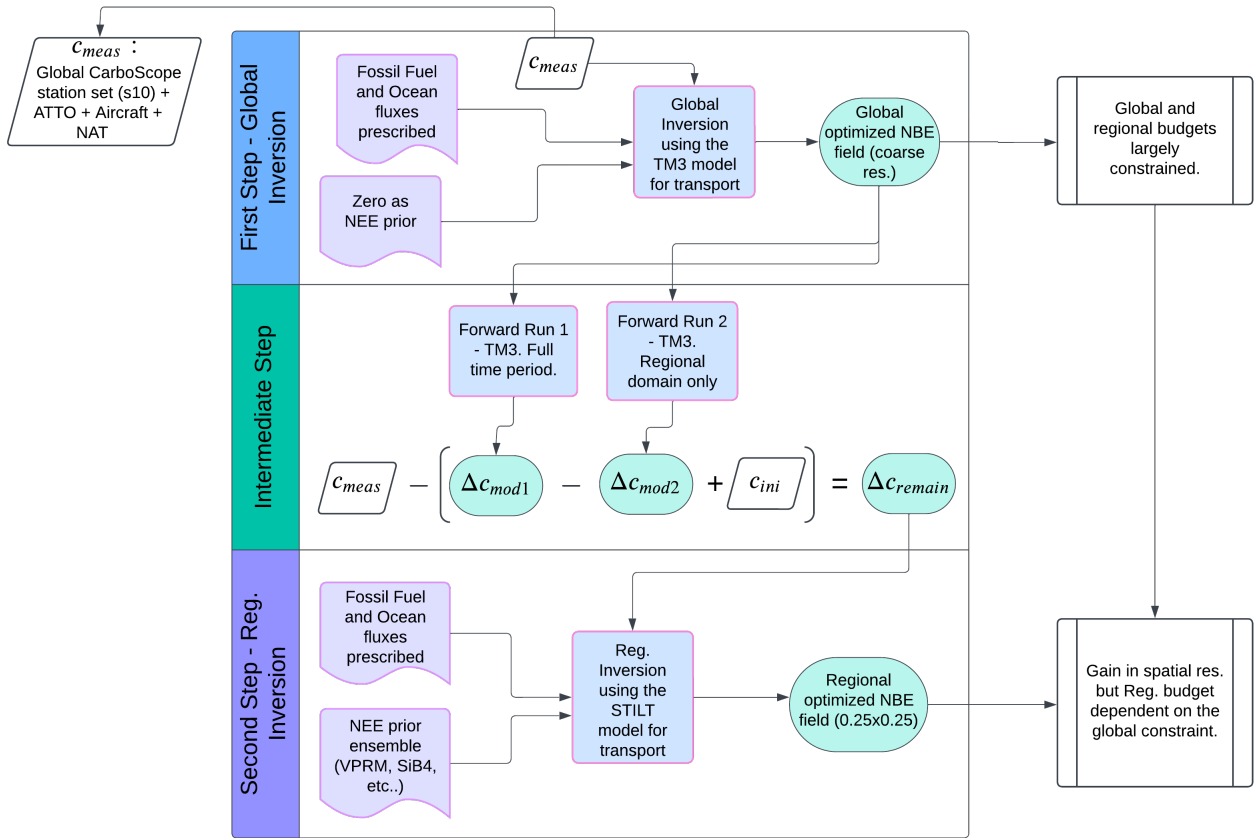 c_meas :
Global CarboScope
station set (s10) +
ATTO + Aircraft +
NAT
First Step - Global
Inversion
Fossil Fuel
and Ocean
fluxes
prescribed
Zero as
NEE prior
c_meas
Global
Inversion
using the
TM3 model
for transport
Global
optimized NBE
field (coarse
res.)
Global and
regional budgets
largely
constrained.
Intermediate Step
Forward Run 1
- TM3. Full
time period.
Forward Run 2
- TM3.
Regional
domain only
c_meas − [ Δc_mod1 − Δc_mod2 + c_ini ] = Δc_remain
Second Step - Reg.
Inversion
Fossil Fuel
and Ocean
fluxes
prescribed
NEE prior
ensemble
(VPRM, SiB4,
etc..)
Reg.
Inversion
using the
STILT
model for
transport
Regional
optimized NBE
field (0.25x0.25)
Gain in spatial res.
but Reg. budget
dependent on the
global constraint.